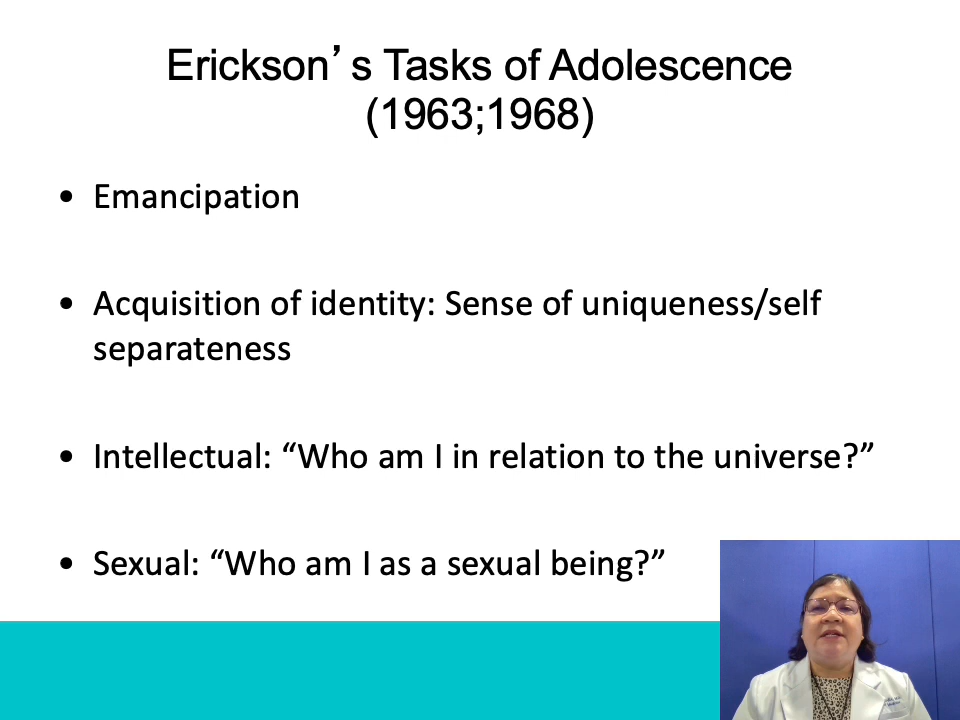 Erickson’s Tasks of Adolescence
(1963;1968)
• Emancipation
• Acquisition of identity: Sense of uniqueness/self
separateness
• Intellectual: “Who am I in relation to the universe?”
• Sexual: “Who am I as a sexual being?”